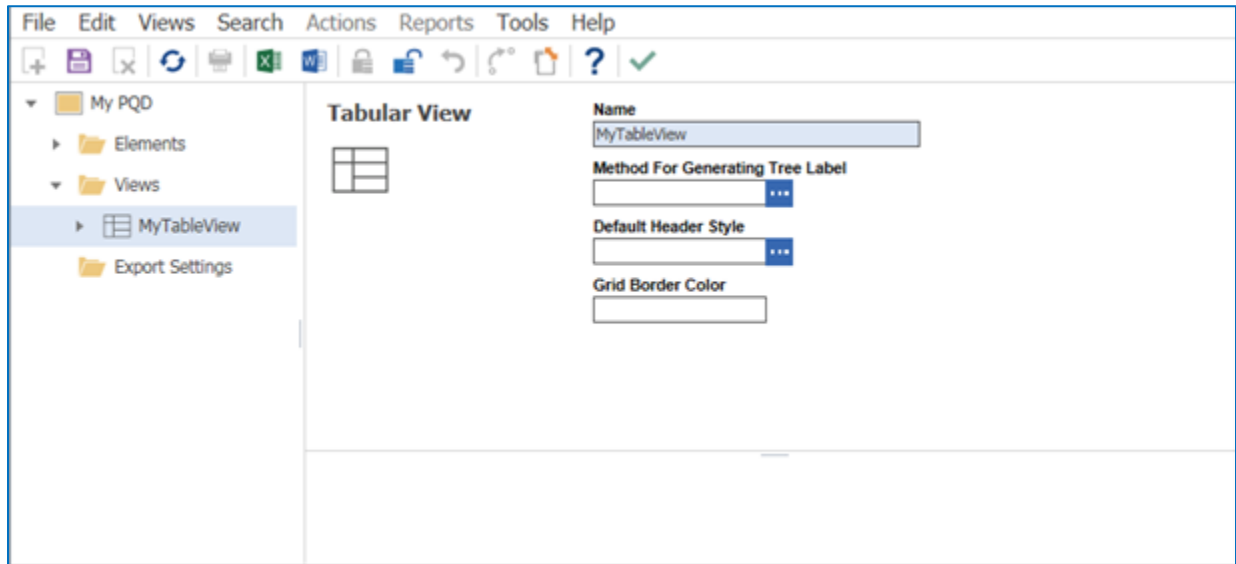 File Edit Views Search Actions Reports Tools Help
My PQD
Elements
Views
MyTableView
Export Settings
Tabular View
Name
MyTableView
Method For Generating Tree Label
...
Default Header Style
...
Grid Border Color